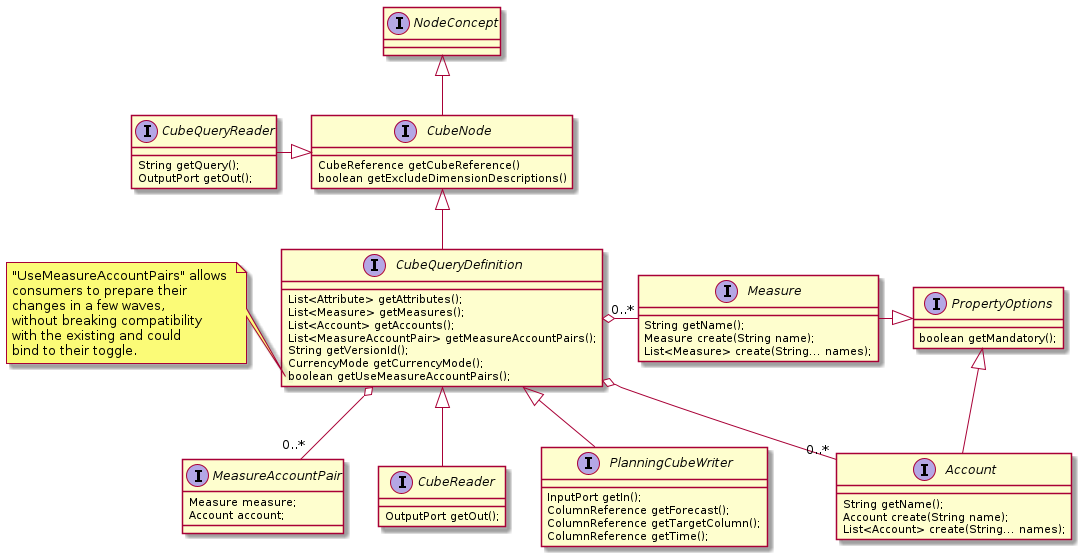 I NodeConcept
I CubeQueryReader
String getQuery();
OutputPort getOut();
I CubeNode
CubeReference getCubeReference()
boolean getExcludeDimensionDescriptions()
"UseMeasureAccountPairs" allows
consumers to prepare their
changes in a few waves,
without breaking compatibility
with the existing and could
bind to their toggle.
I CubeQueryDefinition
List<Attribute> getAttributes();
List<Measure> getMeasures();
List<Account> getAccounts();
List<MeasureAccountPair> getMeasureAccountPairs();
String getVersionId();
CurrencyMode getCurrencyMode();
boolean getUseMeasureAccountPairs();
0..*
I Measure
String getName();
Measure create(String name);
List<Measure> create(String... names);
I PropertyOptions
boolean getMandatory();
0..*
0..*
I MeasureAccountPair
Measure measure;
Account account;
I CubeReader
OutputPort getOut();
I PlanningCubeWriter
InputPort getIn();
ColumnReference getForecast();
ColumnReference getTargetColumn();
ColumnReference getTime();
I Account
String getName();
Account create(String name);
List<Account> create(String... names);